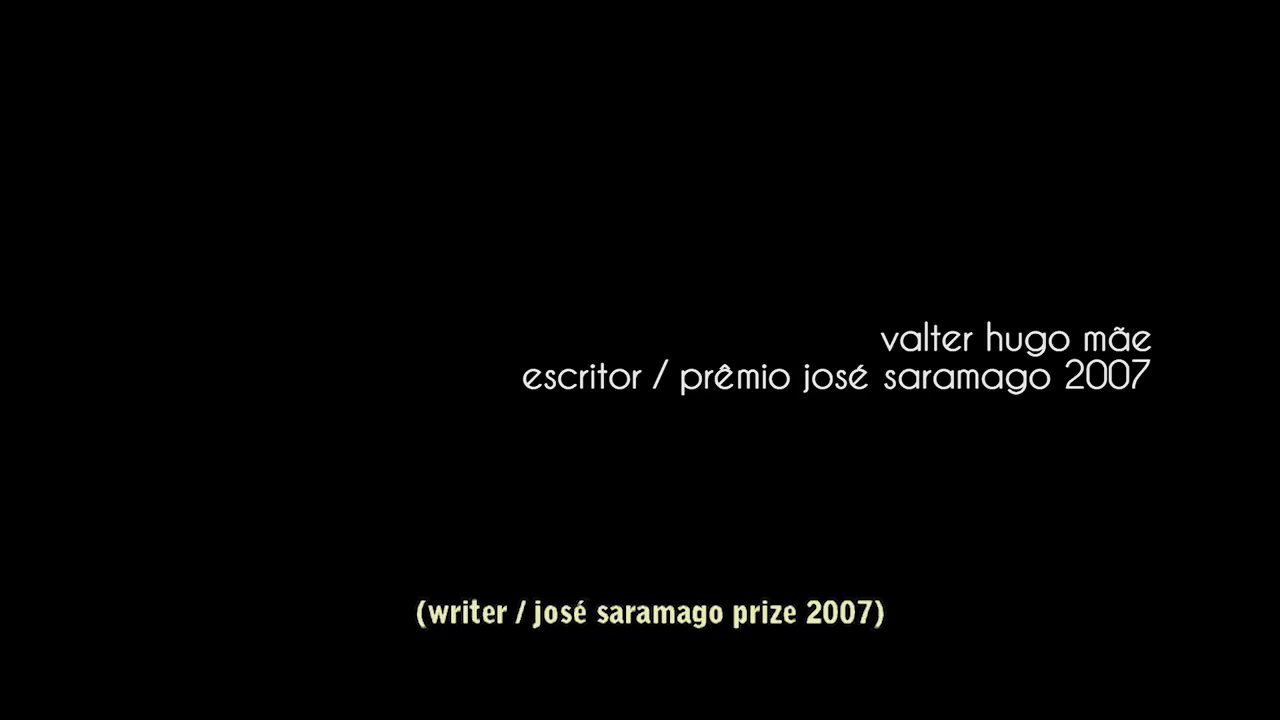 valter hugo mãe
escritor / prêmio josé saramago 2007
(writer / josé saramago prize 2007)